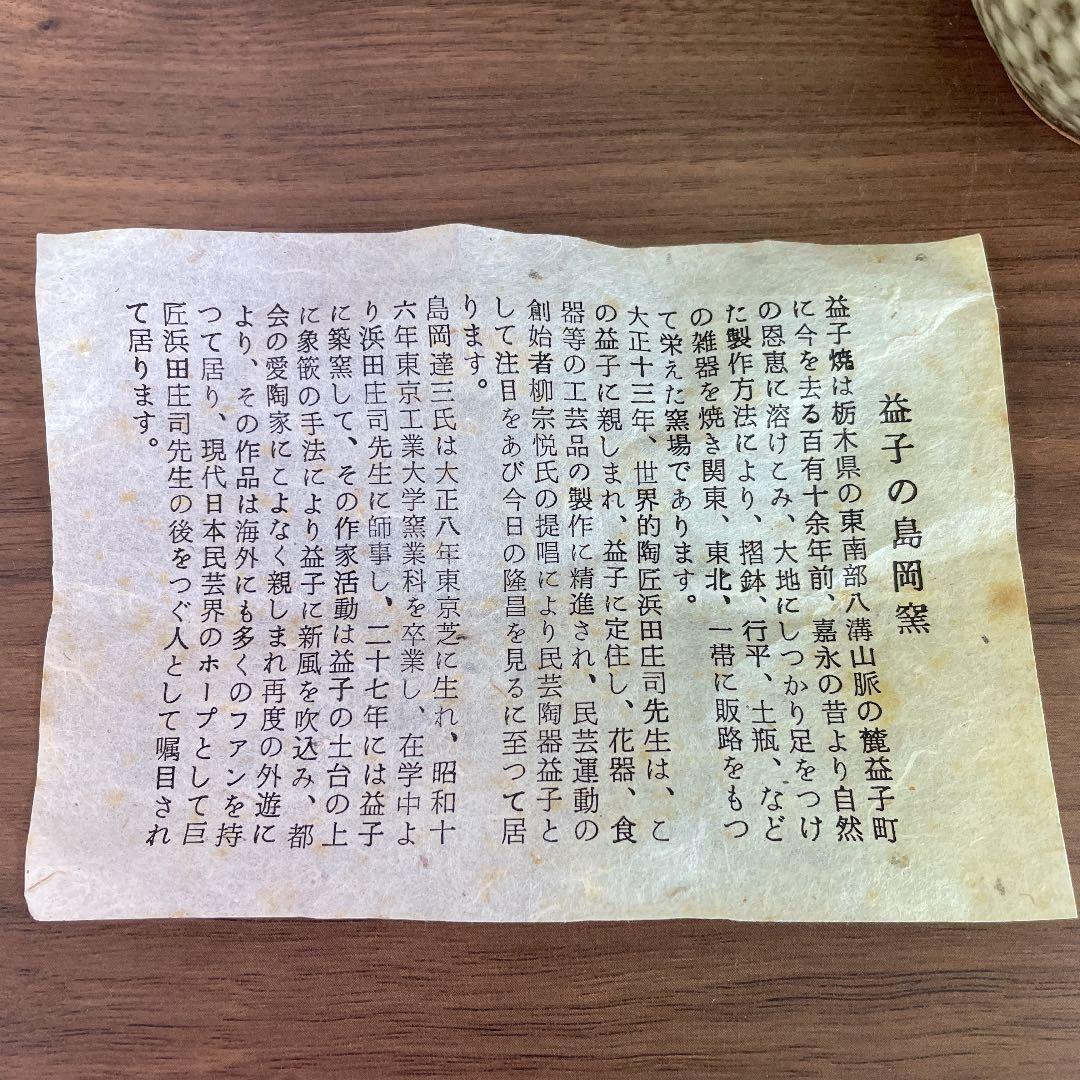 益子の島岡窯
益子焼は栃木県の東南部八溝山脈の麓益子町
に今を去る百有十余年前、嘉永の昔より自然
の恩恵に溶けこみ、大地にしつかり足をつけ
た製作方法により、摺鉢、行平、土瓶、など
の雑器を焼き関東、東北、一帯に販路をもつ
て栄えた窯場であります。
大正十三年、世界的陶匠浜田庄司先生は、こ
の益子に親しまれ、益子に定住し、花器、食
器等の工芸品の製作に精進され、民芸運動の
創始者柳宗悦氏の提唱により民芸陶器益子と
して注目をあび今日の隆昌を見るに至つて居
ります。
島岡達三氏は大正八年東京芝に生れ、昭和十
六年東京工業大学窯業科を卒業し、在学中よ
り浜田庄司先生に師事し、二十七年には益子
に築窯して、その作家活動は益子の土台の上
に象篏の手法により益子に新風を吹込み、都
会の愛陶家にこよなく親しまれ再度の外遊に
より、その作品は海外にも多くのファンを持
つて居り、現代日本民芸界のホープとして巨
匠浜田庄司先生の後をつぐ人として嘱目され
て居ります。